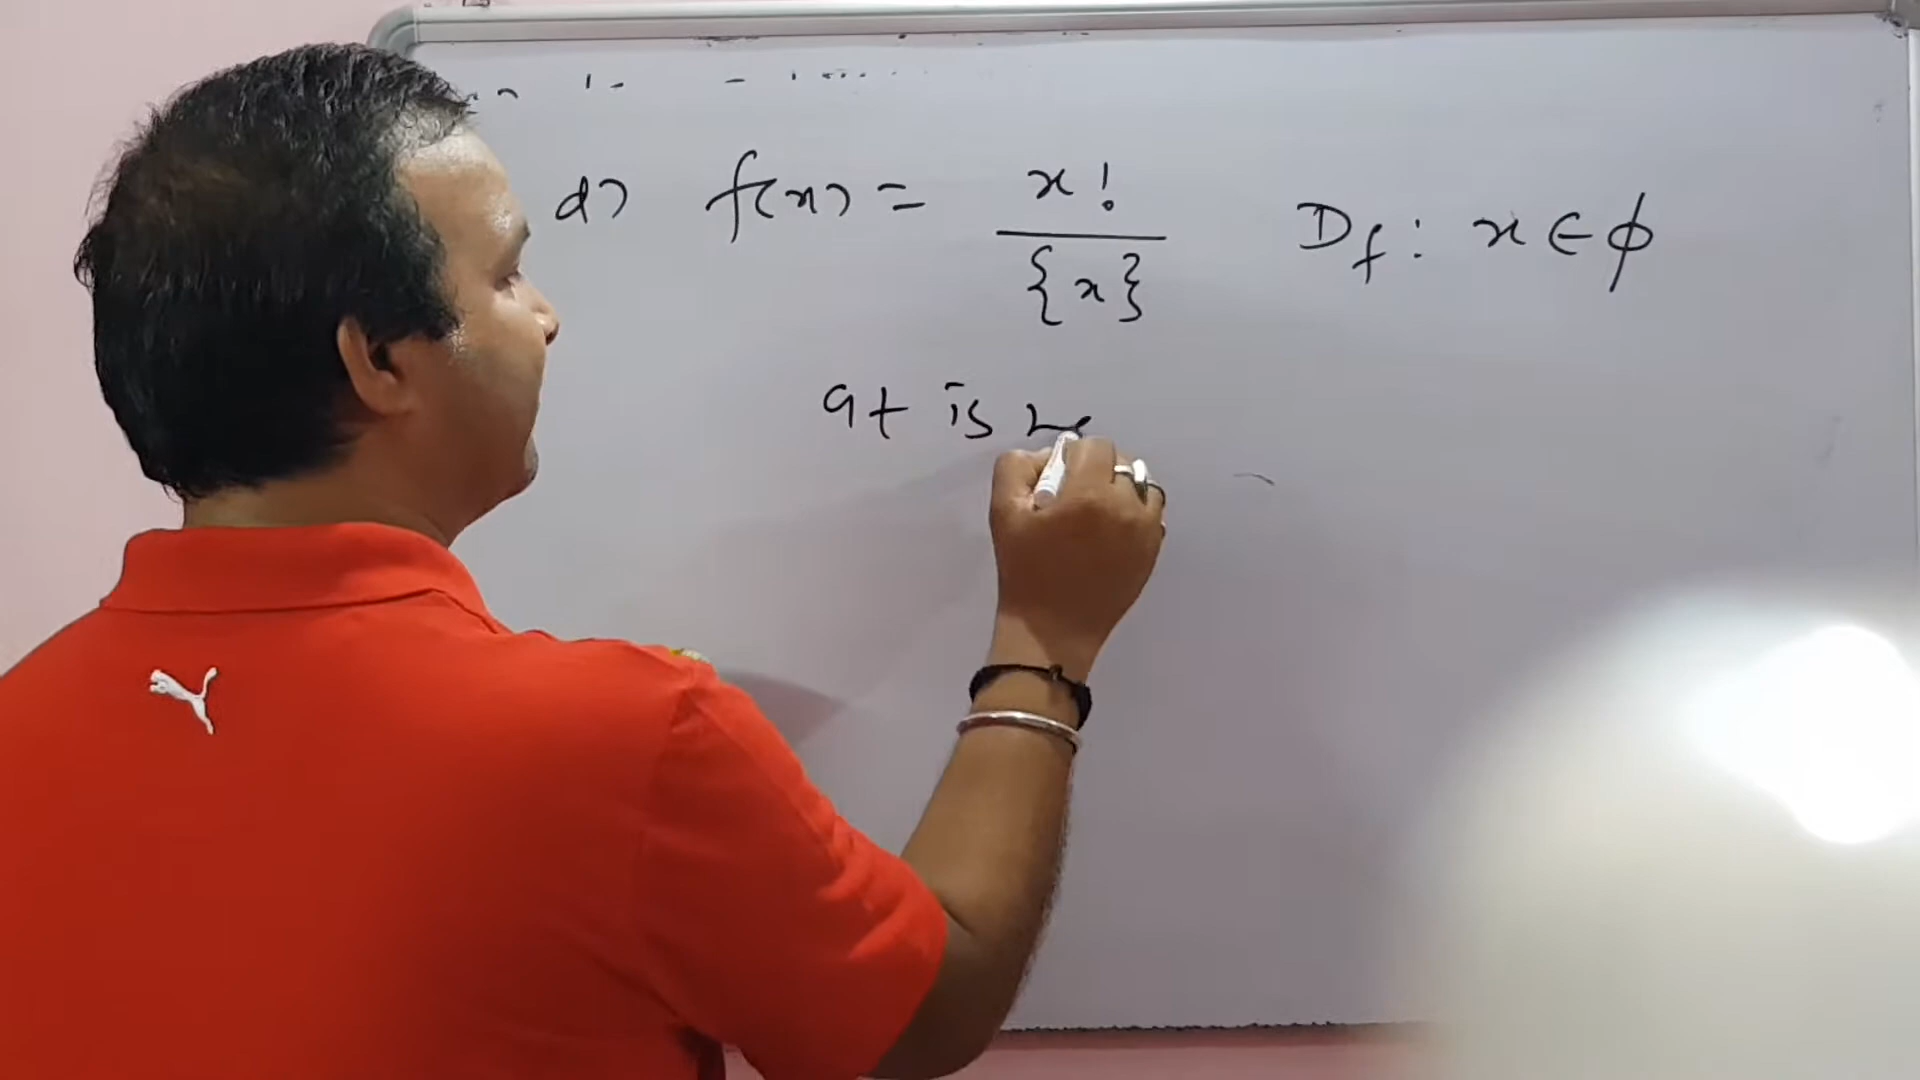 d) f(x) = x! / {x} D_f : x ∈ ϕ
It is